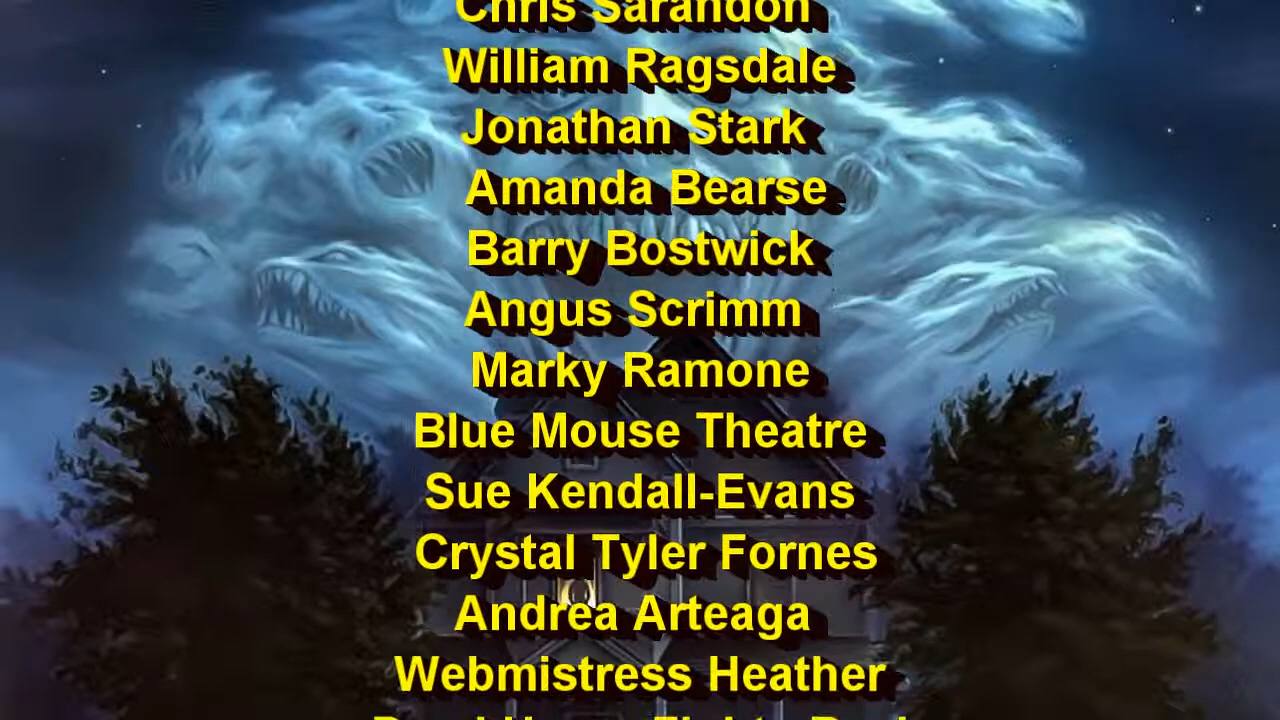 Chris Sarandon
William Ragsdale
Jonathan Stark
Amanda Bearse
Barry Bostwick
Angus Scrimm
Marky Ramone
Blue Mouse Theatre
Sue Kendall-Evans
Crystal Tyler Fornes
Andrea Arteaga
Webmistress Heather